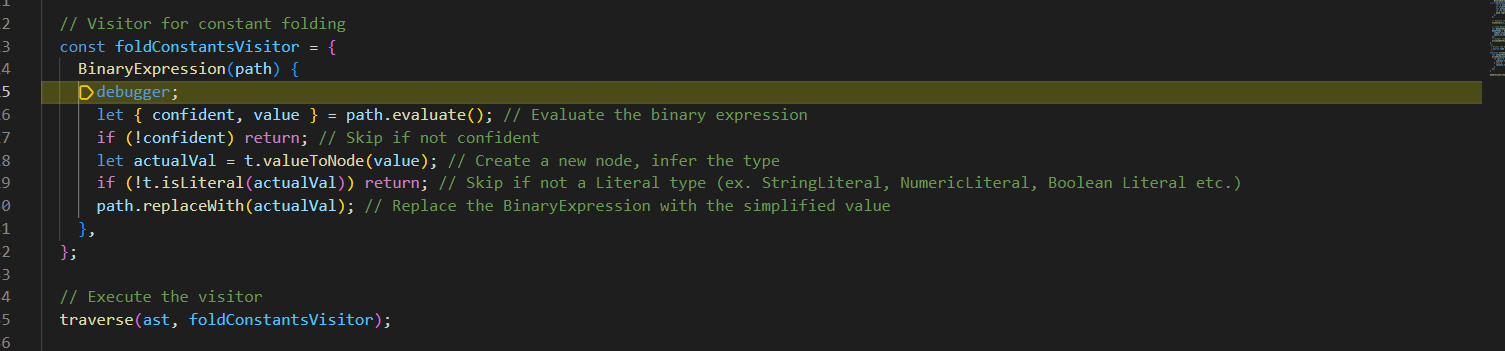 2 // Visitor for constant folding
3 const foldConstantsVisitor = {
4 BinaryExpression(path) {
5 debugger;
6 let { confident, value } = path.evaluate(); // Evaluate the binary expression
7 if (!confident) return; // Skip if not confident
8 let actualVal = t.valueToNode(value); // Create a new node, infer the type
9 if (!t.isLiteral(actualVal)) return; // Skip if not a Literal type (ex. StringLiteral, NumericLiteral, Boolean Literal etc.)
0 path.replaceWith(actualVal); // Replace the BinaryExpression with the simplified value
1 },
2 };
3
4 // Execute the visitor
5 traverse(ast, foldConstantsVisitor);
6